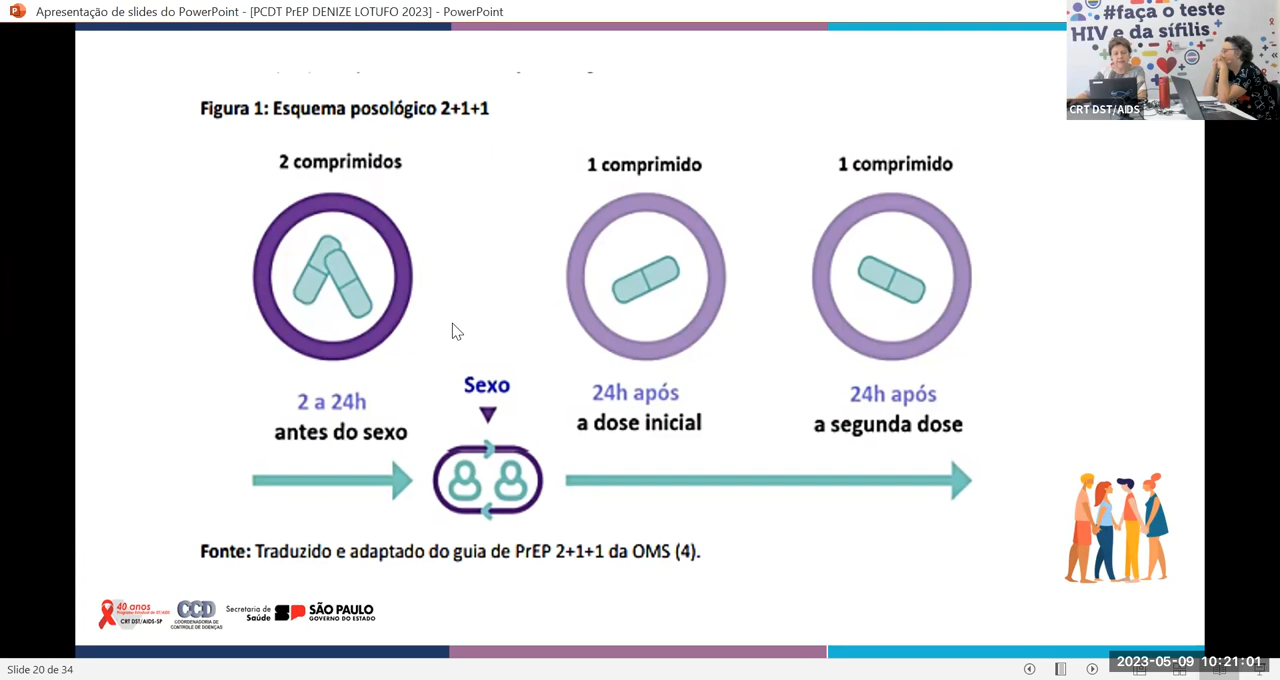 Apresentação de slides do PowerPoint - [PCDT PrEP DENIZE LOTUFO 2023] - PowerPoint
#faça o teste
HIV e da sífilis
CRT DST/AIDS
Figura 1: Esquema posológico 2+1+1
2 comprimidos
1 comprimido
1 comprimido
2 a 24h
antes do sexo
Sexo
24h após
a dose inicial
24h após
a segunda dose
Fonte: Traduzido e adaptado do guia de PrEP 2+1+1 da OMS (4).
40 anos
CRT DST/AIDS-SP
CCD
COORDENADORIA DE
CONTROLE DE DOENÇAS
Secretaria de
Saúde
SÃO PAULO
GOVERNO DO ESTADO
Slide 20 de 34
2023-05-09 10:21:01